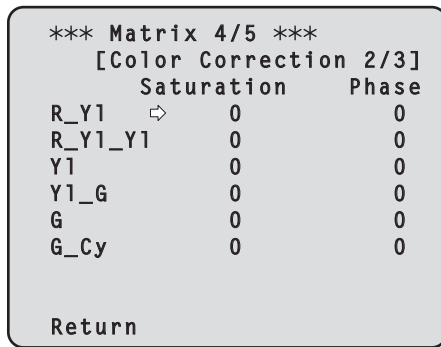 *** Matrix 4/5 ***
[Color Correction 2/3]
Saturation Phase
R_Yl ⇨ 0 0
R_Yl_Yl 0 0
Yl 0 0
Yl_G 0 0
G 0 0
G_Cy 0 0
Return